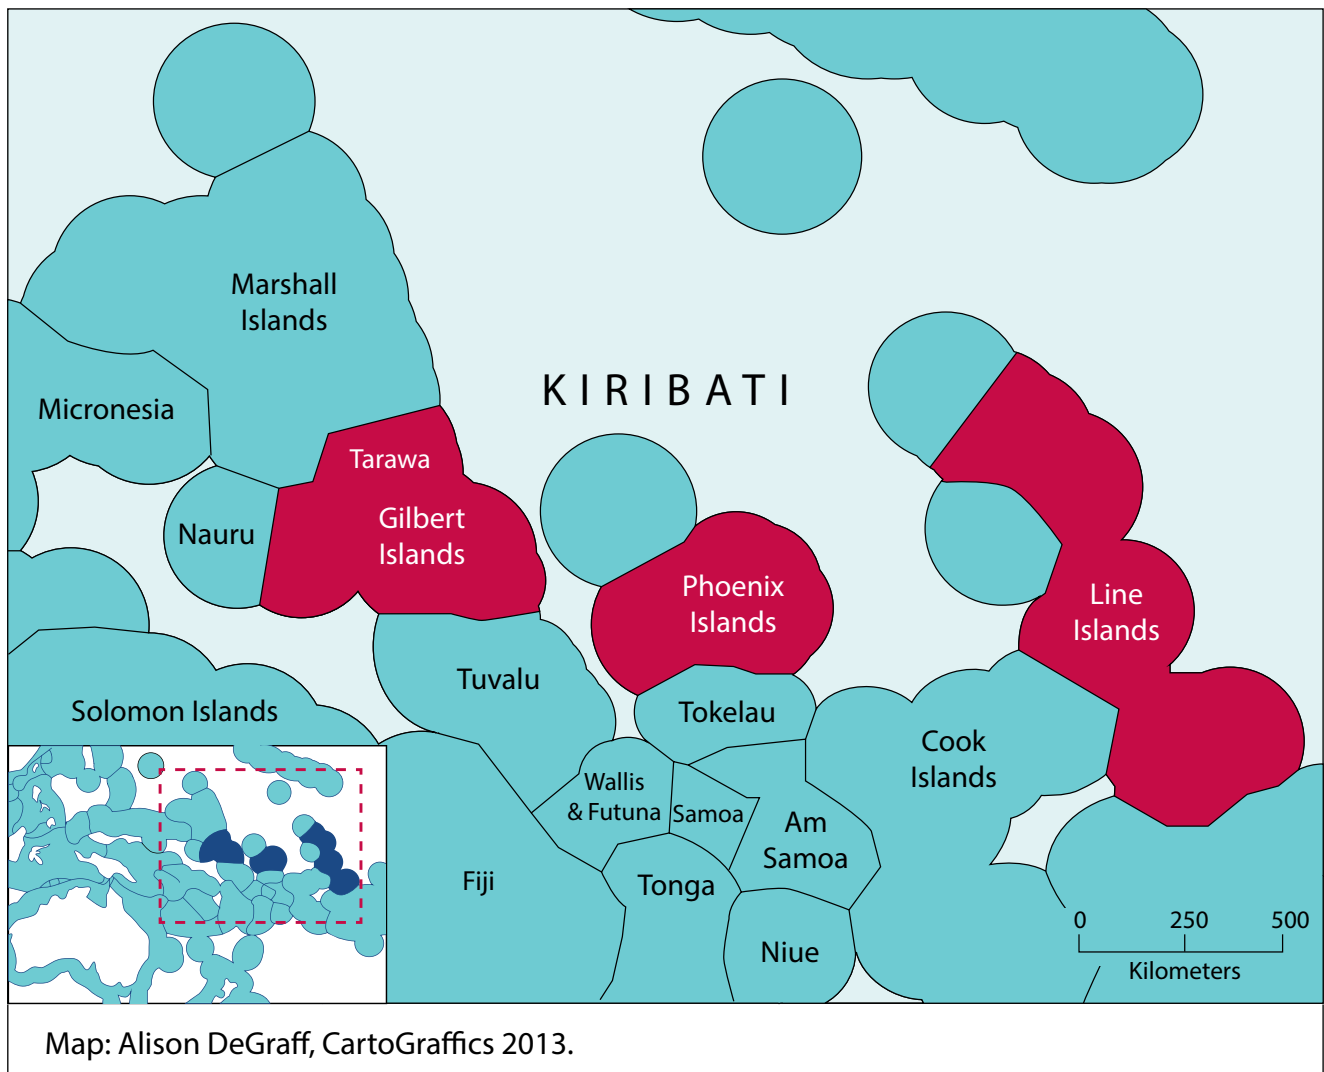 Marshall
Islands
KIRIBATI
Micronesia
Tarawa
Gilbert
Islands
Nauru
Phoenix
Islands
Line
Islands
Tuvalu
Solomon Islands
Tokelau
Cook
Islands
Wallis
& Futuna
Samoa
Am
Samoa
Fiji
Tonga
Niue
0 250 500
Kilometers
Map: Alison DeGraff, CartoGraffics 2013.